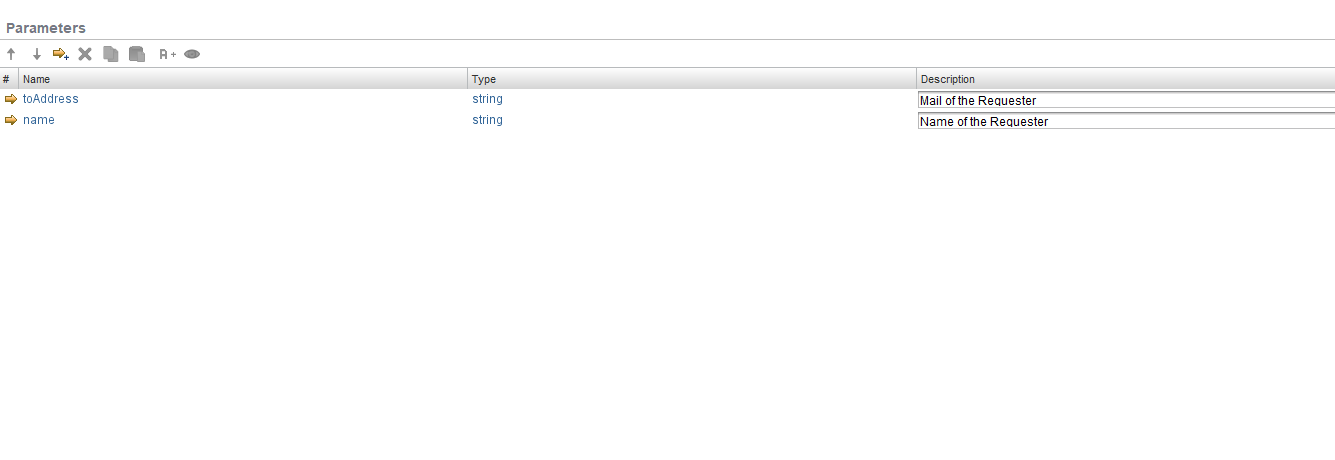 Parameters
A+
# Name Type Description
toAddress string Mail of the Requester
name string Name of the Requester